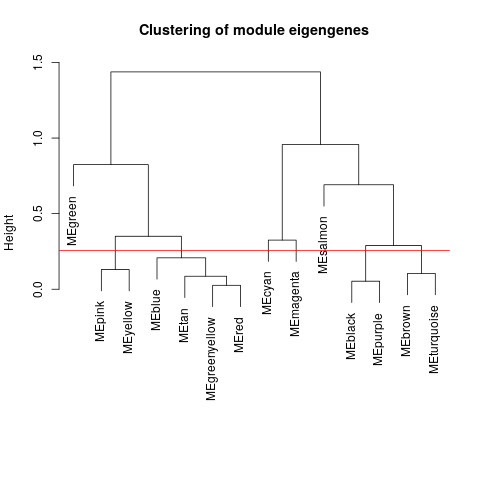 Clustering of module eigengenes
Height
1.5
1.0
0.5
0.0
MEgreen
MEpink
MEyellow
MEblue
MEtan
MEgreenyellow
MEred
MEcyan
MEmagenta
MEsalmon
MEblack
MEpurple
MEbrown
MEturquoise